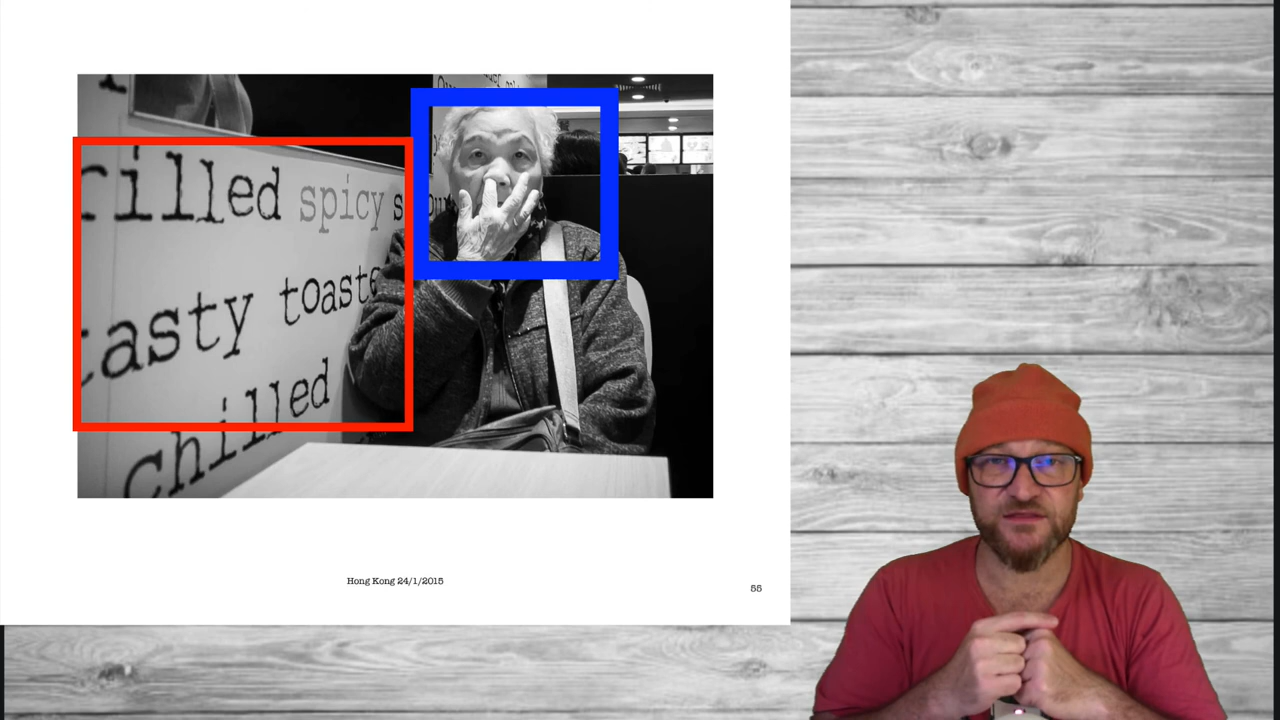 rilled spicy s
tasty toaste
chilled
Hong Kong 24/1/2015
55